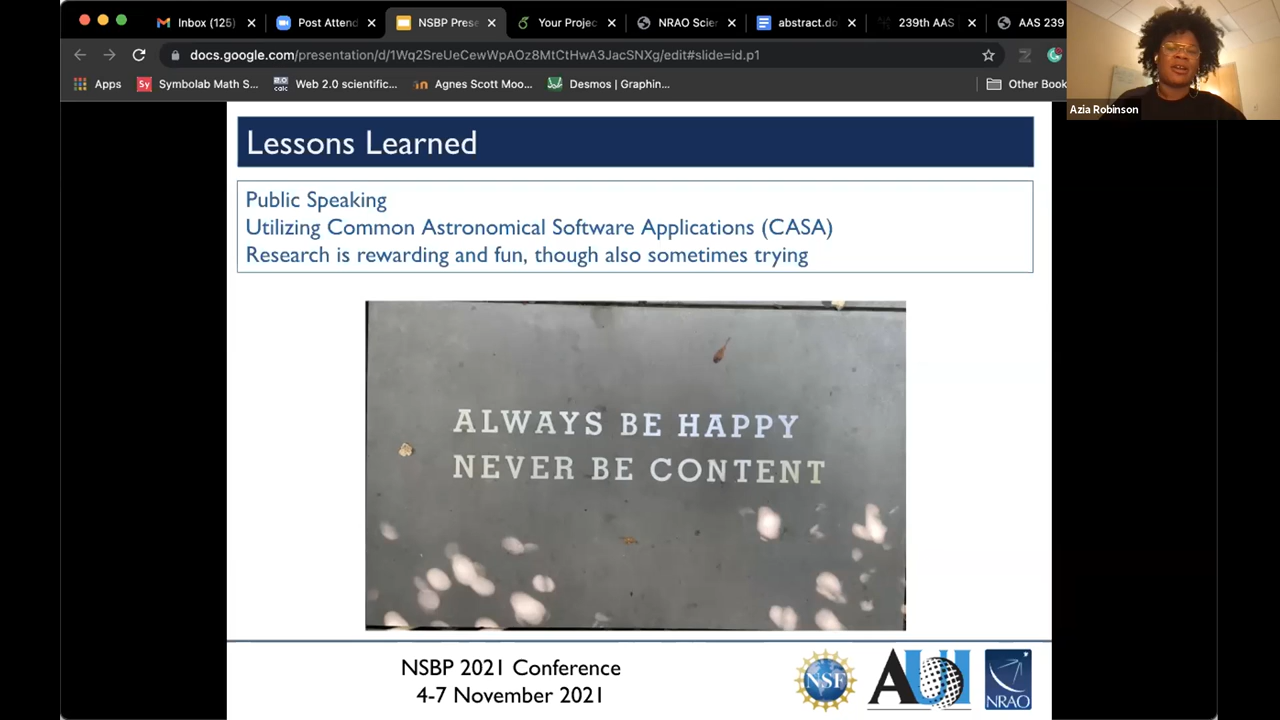 Inbox (125)
Post Attend
NSBP Prese
Your Projec
NRAO Scien
abstract.do
239th AAS
AAS 239
docs.google.com/presentation/d/1Wq2SreUeCewWpAOz8MtCtHwA3JacSNXg/edit#slide=id.p1
Apps
Sy Symbolab Math S...
Web 2.0 scientific...
Agnes Scott Moo...
Desmos | Graphin...
Other Book
Azia Robinson
Lessons Learned
Public Speaking
Utilizing Common Astronomical Software Applications (CASA)
Research is rewarding and fun, though also sometimes trying
ALWAYS BE HAPPY
NEVER BE CONTENT
NSBP 2021 Conference
4-7 November 2021
NSF
AUI
NRAO